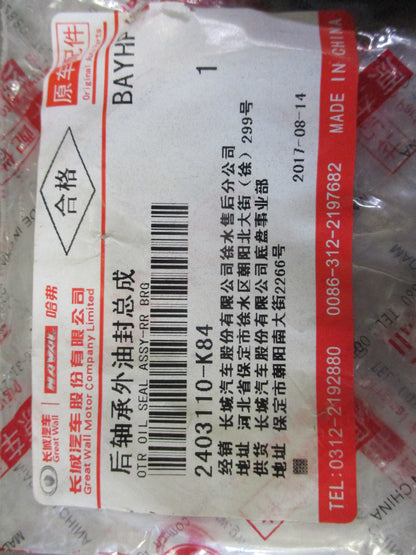 长城汽车
Great Wall
HAVAL 哈弗
合格
原车配件
Original Autoparts
长城汽车股份有限公司
Great Wall Motor Company Limited
后轴承外油封总成
OTR OIL SEAL ASSY-RR BRG
BAYHH
1
2403110-K84
经销 长城汽车股份有限公司徐水售后分公司
地址 河北省保定市徐水区朝阳北大街（徐）299号
供货 长城汽车股份有限公司底盘事业部
地址 保定市朝阳南大街2266号
2017-08-14
TEL:0312-2192880 0086-312-2197682 MADE IN CHINA